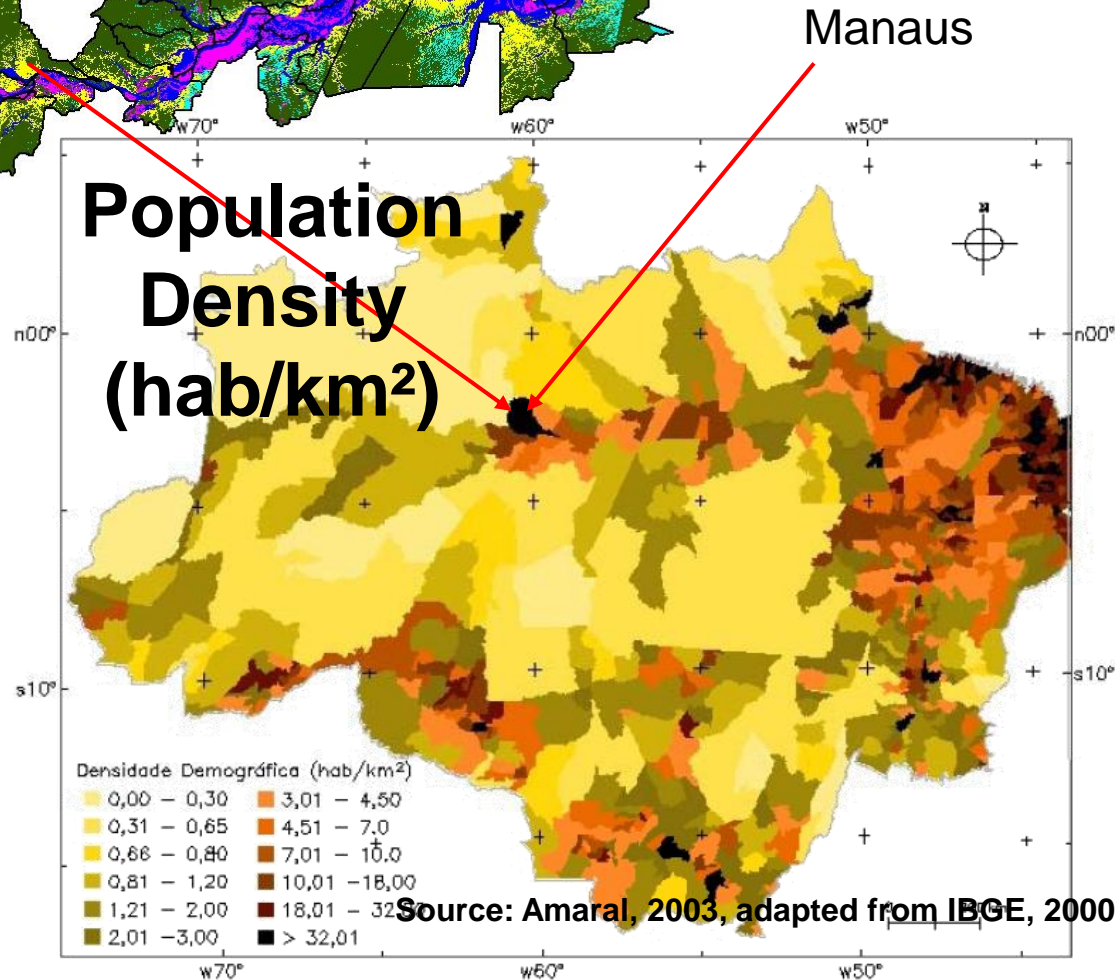 Manaus
w70° w60° w50°
Population
Density
(hab/km²)
N
n00° n00°
s10° s10°
Densidade Demográfica (hab/km²)
0,00 – 0,30 3,01 – 4,50
0,31 – 0,65 4,51 – 7.0
0,66 – 0,80 7,01 – 10.0
0,81 – 1,20 10,01 –18,00
1,21 – 2,00 18,01 –
2,01 –3,00 > 32,01
Source: Amaral, 2003, adapted from IBGE, 2000
w70° w60° w50°